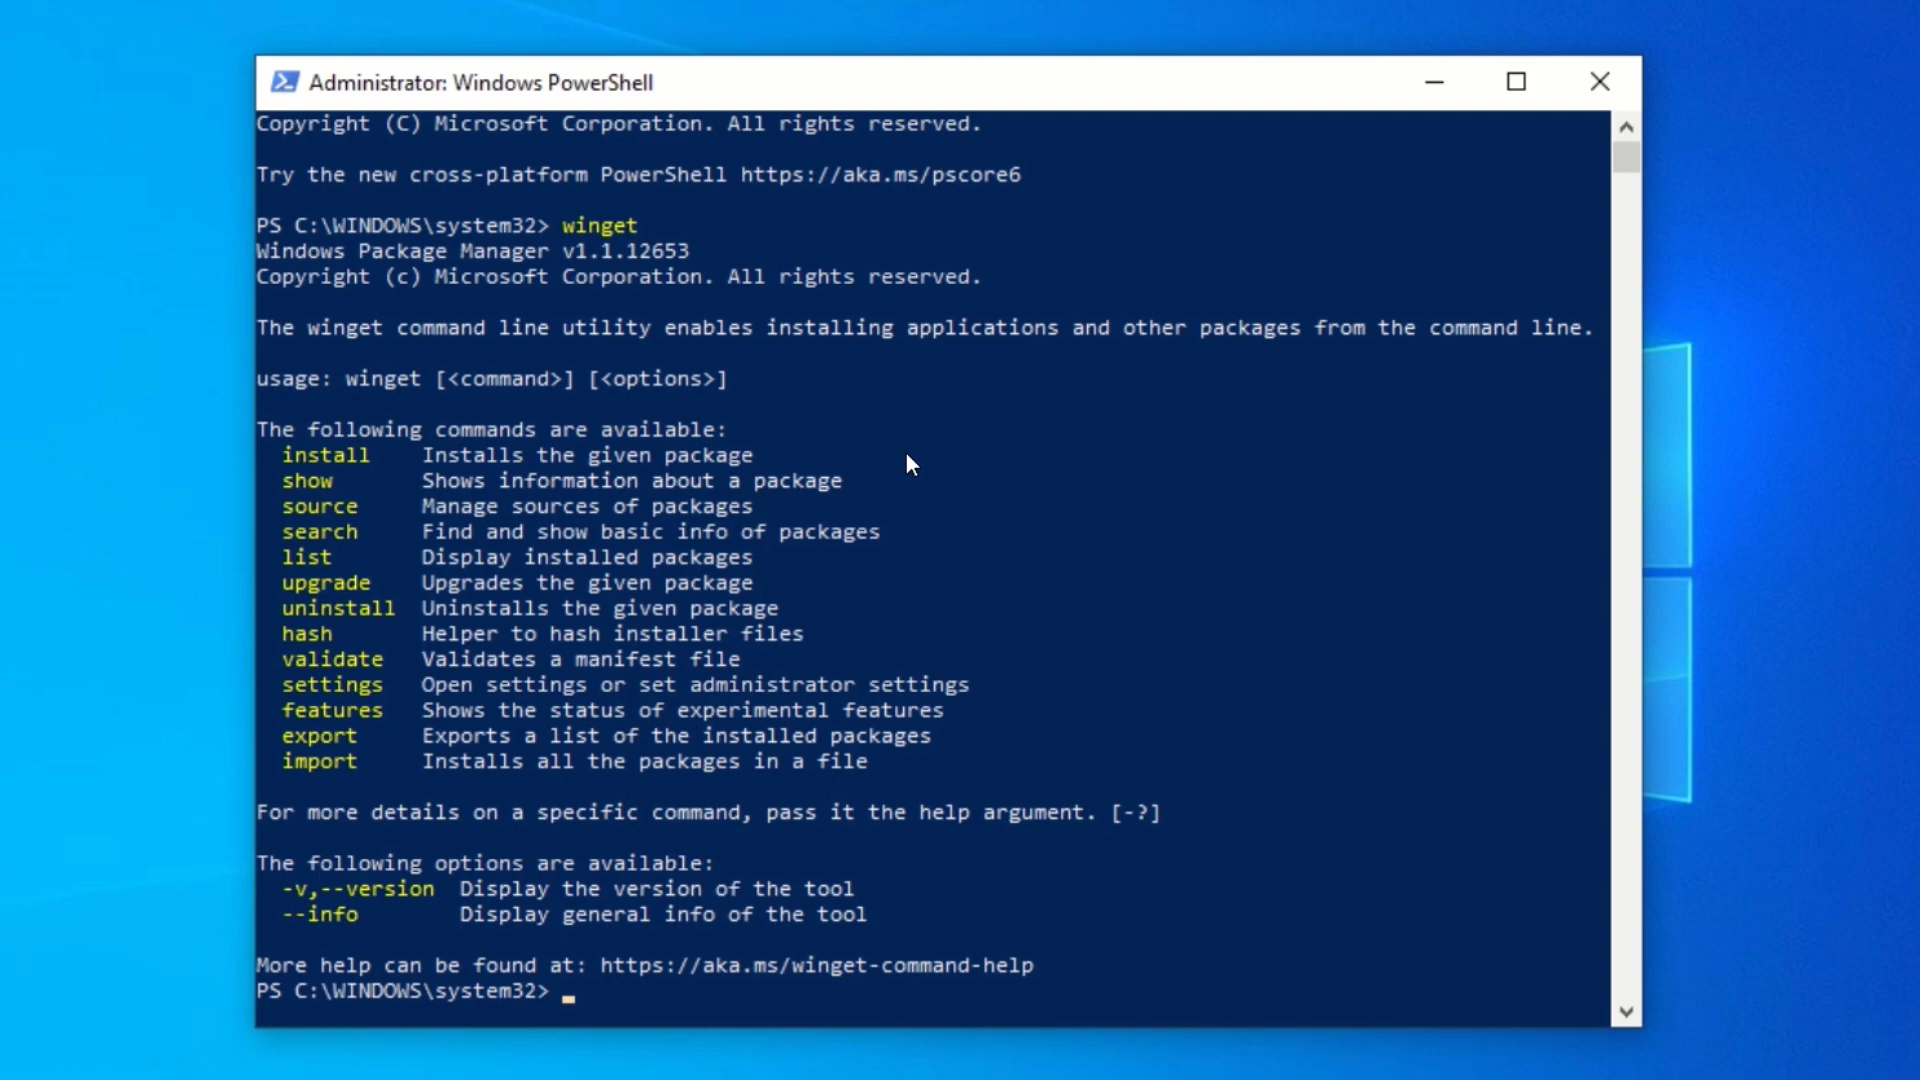 Administrator: Windows PowerShell
Copyright (C) Microsoft Corporation. All rights reserved.
Try the new cross-platform PowerShell https://aka.ms/pscore6
PS C:\WINDOWS\system32> winget
Windows Package Manager v1.1.12653
Copyright (c) Microsoft Corporation. All rights reserved.
The winget command line utility enables installing applications and other packages from the command line.
usage: winget [<command>] [<options>]
The following commands are available:
install Installs the given package
show Shows information about a package
source Manage sources of packages
search Find and show basic info of packages
list Display installed packages
upgrade Upgrades the given package
uninstall Uninstalls the given package
hash Helper to hash installer files
validate Validates a manifest file
settings Open settings or set administrator settings
features Shows the status of experimental features
export Exports a list of the installed packages
import Installs all the packages in a file
For more details on a specific command, pass it the help argument. [-?]
The following options are available:
-v,--version Display the version of the tool
--info Display general info of the tool
More help can be found at: https://aka.ms/winget-command-help
PS C:\WINDOWS\system32>